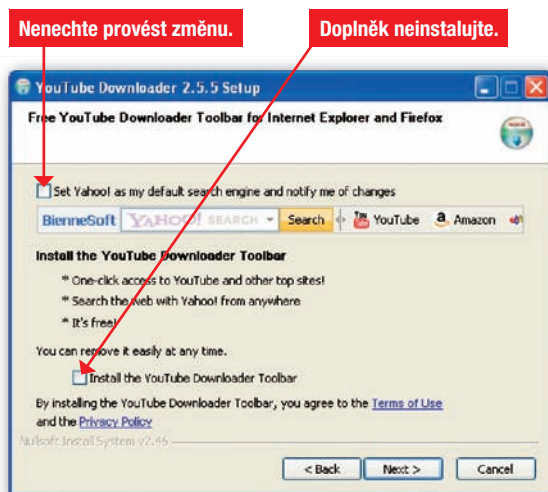 Nenechte provést změnu.
Doplněk neinstalujte.
YouTube Downloader 2.5.5 Setup
Free YouTube Downloader Toolbar for Internet Explorer and Firefox
Set Yahoo! as my default search engine and notify me of changes
BienneSoft YAHOO! SEARCH Search YouTube Amazon
Install the YouTube Downloader Toolbar
* One-click access to YouTube and other top sites!
* Search the web with Yahoo! from anywhere
* It's free!
You can remove it easily at any time.
Install the YouTube Downloader Toolbar
By installing the YouTube Downloader Toolbar, you agree to the Terms of Use
and the Privacy Policy
Nullsoft Install System v2.46
< Back Next > Cancel